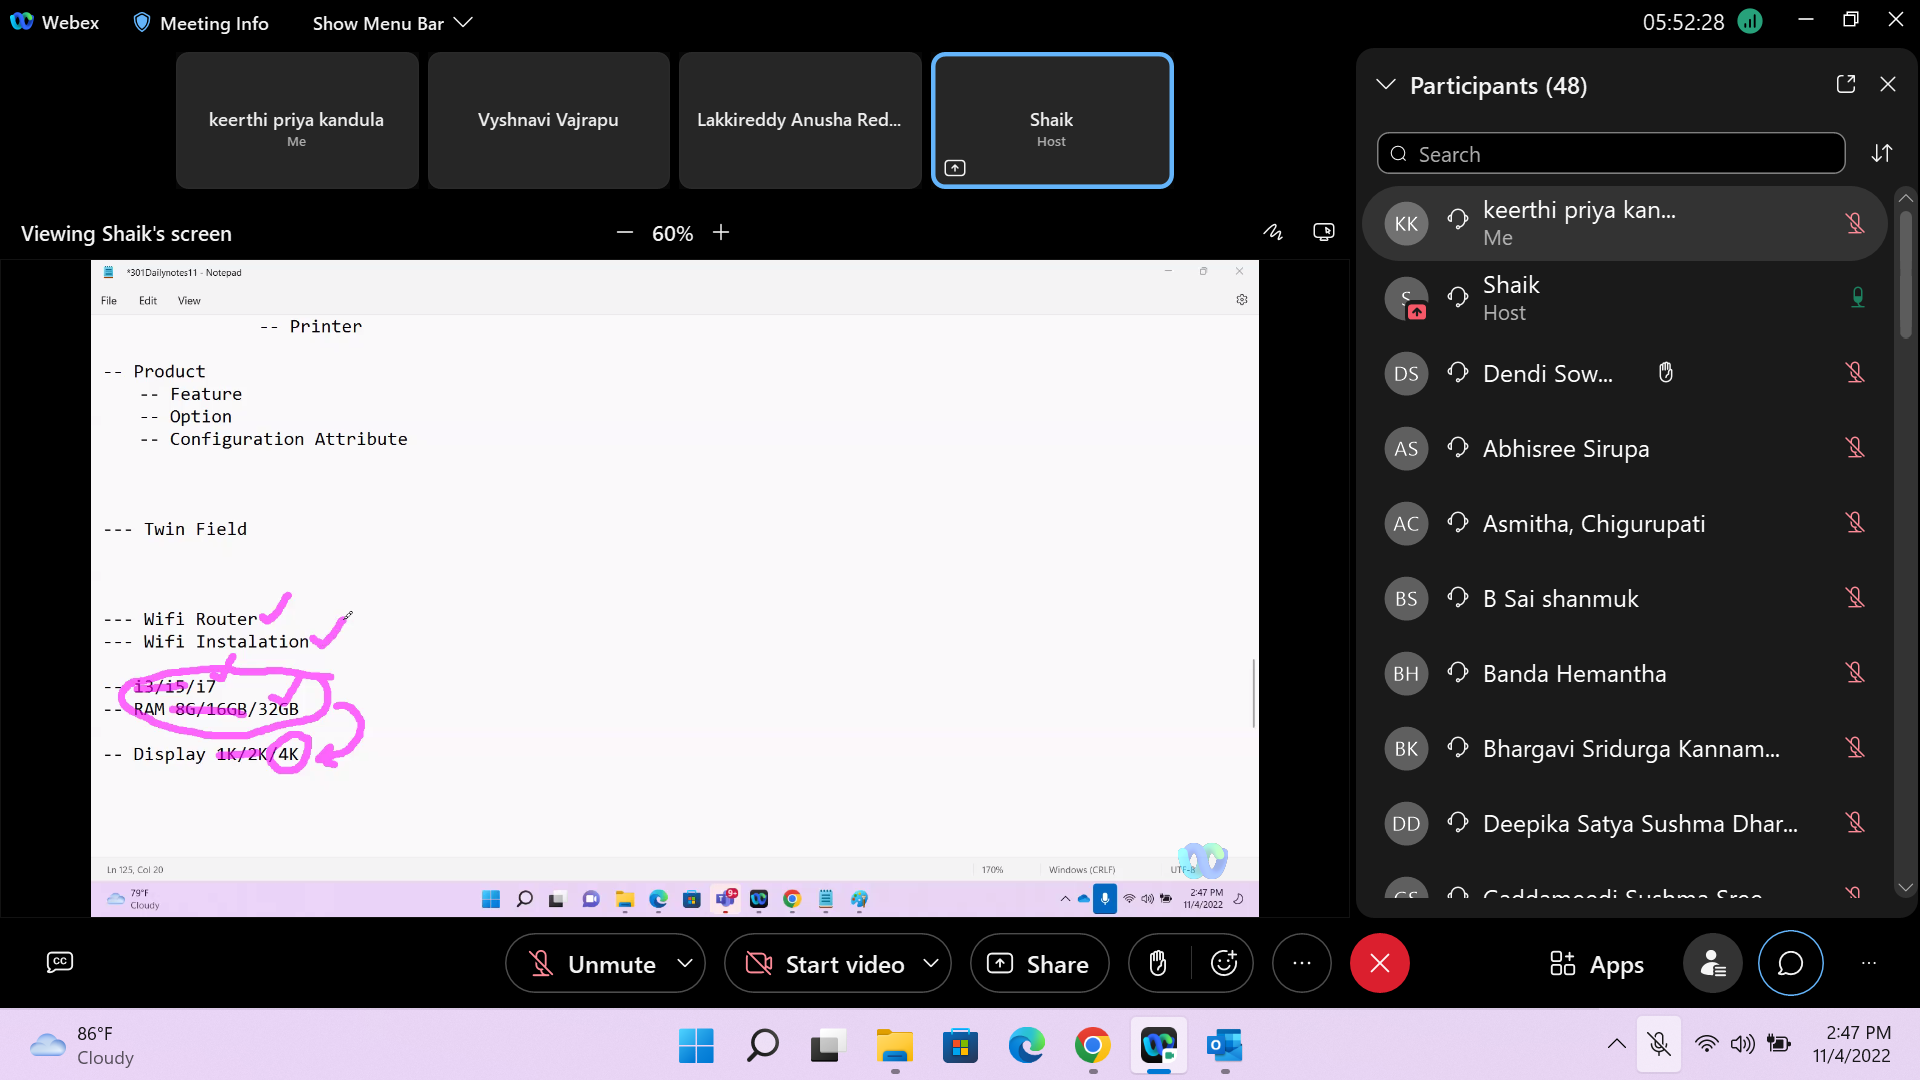 Webex
Meeting Info
Show Menu Bar
05:52:28
keerthi priya kandula
Me
Vyshnavi Vajrapu
Lakkireddy Anusha Red...
Shaik
Host
Viewing Shaik's screen
60%
*301Dailynotes11 - Notepad
File Edit View
-- Printer
-- Product
-- Feature
-- Option
-- Configuration Attribute
--- Twin Field
--- Wifi Router
--- Wifi Instalation
-- i3/i5/i7
-- RAM 8G/16GB/32GB
-- Display 1K/2K/4K
Ln 125, Col 20
170%
Windows (CRLF)
79°F
Cloudy
9+
2:47 PM
11/4/2022
Participants (48)
Search
KK
keerthi priya kan...
Me
S
Shaik
Host
DS
Dendi Sow...
AS
Abhisree Sirupa
AC
Asmitha, Chigurupati
BS
B Sai shanmuk
BH
Banda Hemantha
BK
Bhargavi Sridurga Kannam...
DD
Deepika Satya Sushma Dhar...
GS
Gaddameedi Sushma Sree
CC
Unmute
Start video
Share
Apps
86°F
Cloudy
2:47 PM
11/4/2022